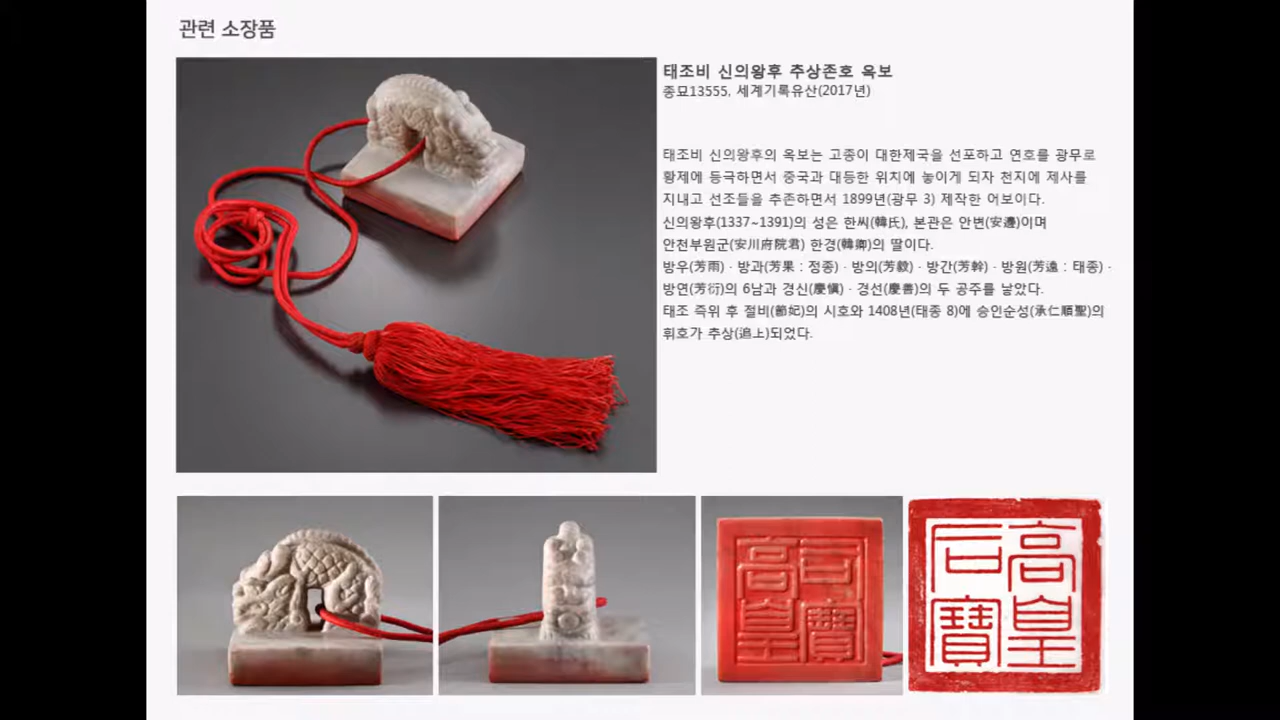 관련 소장품
태조비 신의왕후 추상존호 옥보
종묘13555, 세계기록유산(2017년)
태조비 신의왕후의 옥보는 고종이 대한제국을 선포하고 연호를 광무로
황제에 등극하면서 중국과 대등한 위치에 놓이게 되자 천지에 제사를
지내고 선조들을 추존하면서 1899년(광무 3) 제작한 어보이다.
신의왕후(1337~1391)의 성은 한씨(韓氏), 본관은 안변(安邊)이며
안천부원군(安川府院君) 한경(韓卿)의 딸이다.
방우(芳雨) · 방과(芳果 : 정종) · 방의(芳毅) · 방간(芳幹) · 방원(芳遠 : 태종) ·
방연(芳衍)의 6남과 경신(慶愼) · 경선(慶善)의 두 공주를 낳았다.
태조 즉위 후 절비(節妃)의 시호와 1408년(태종 8)에 승인순성(承仁順聖)의
휘호가 추상(追上)되었다.
高皇
后寶